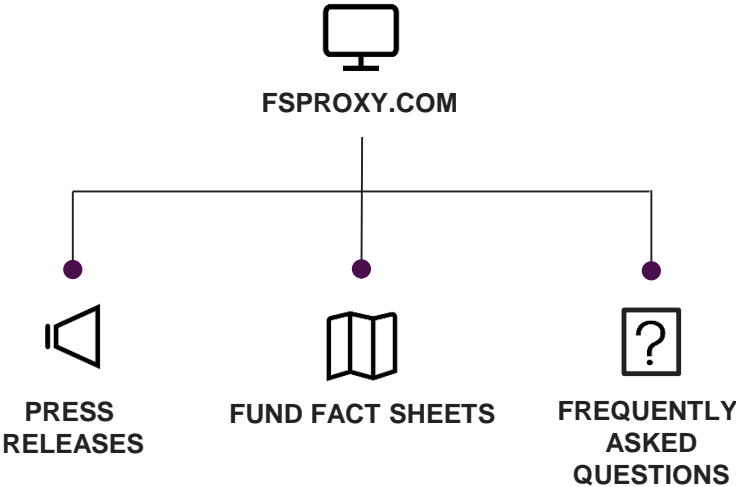 FSPROXY.COM
PRESS
RELEASES
FUND FACT SHEETS
?
FREQUENTLY
ASKED
QUESTIONS